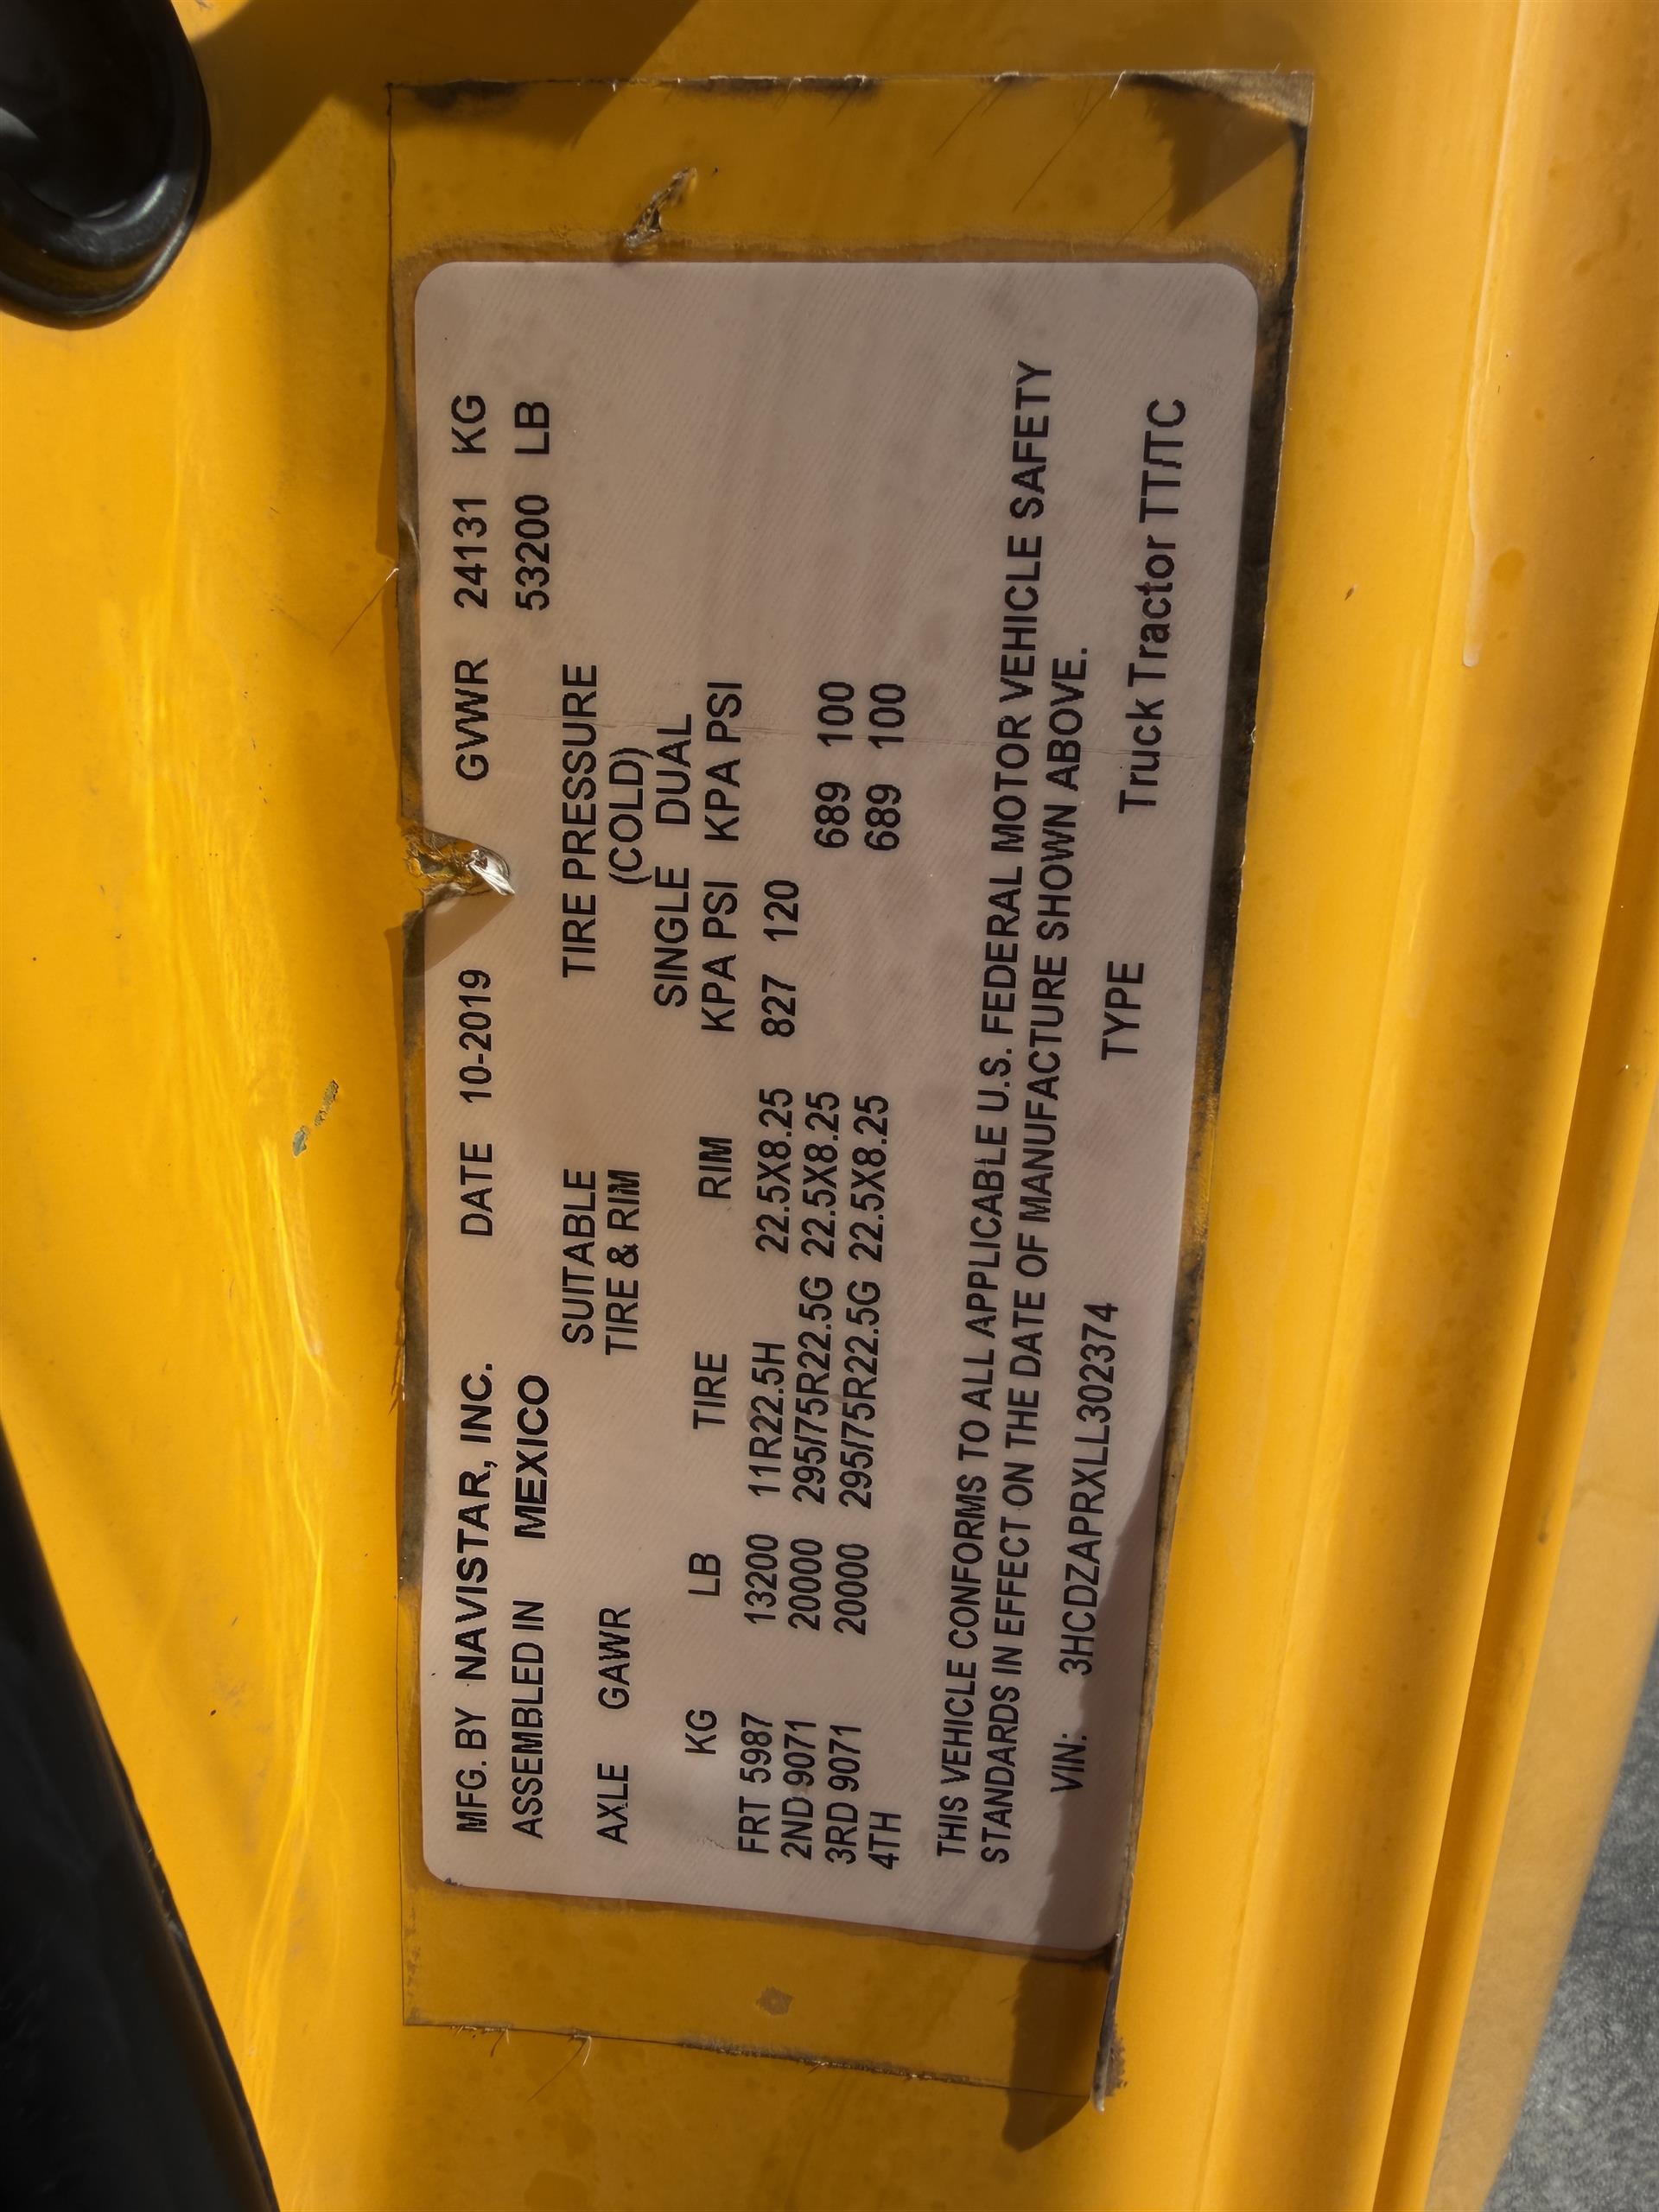 MFG. BY NAVISTAR, INC. DATE 10-2019 GVWR 24131 KG
ASSEMBLED IN MEXICO 53200 LB
SUITABLE TIRE PRESSURE
AXLE GAWR TIRE & RIM (COLD)
SINGLE DUAL
KG LB TIRE RIM KPA PSI KPA PSI
FRT 5987 13200 11R22.5H 22.5X8.25 827 120
2ND 9071 20000 295/75R22.5G 22.5X8.25 689 100
3RD 9071 20000 295/75R22.5G 22.5X8.25 689 100
4TH
THIS VEHICLE CONFORMS TO ALL APPLICABLE U.S. FEDERAL MOTOR VEHICLE SAFETY
STANDARDS IN EFFECT ON THE DATE OF MANUFACTURE SHOWN ABOVE.
VIN: 3HCDZAPRXLL302374 TYPE Truck Tractor TT/TC